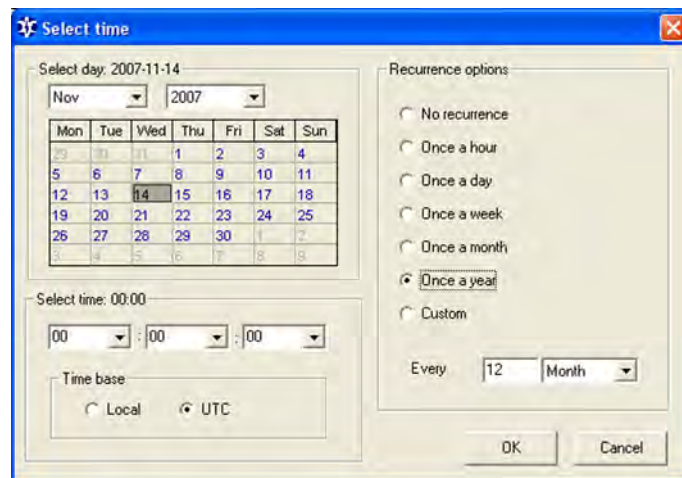 Select time
Select day: 2007-11-14
Nov 2007
Mon Tue Wed Thu Fri Sat Sun
29 30 31 1 2 3 4
5 6 7 8 9 10 11
12 13 14 15 16 17 18
19 20 21 22 23 24 25
26 27 28 29 30 1 2
3 4 5 6 7 8 9
Select time: 00:00
00 : 00 : 00
Time base
Local UTC
Recurrence options
No recurrence
Once a hour
Once a day
Once a week
Once a month
Once a year
Custom
Every 12 Month
OK Cancel